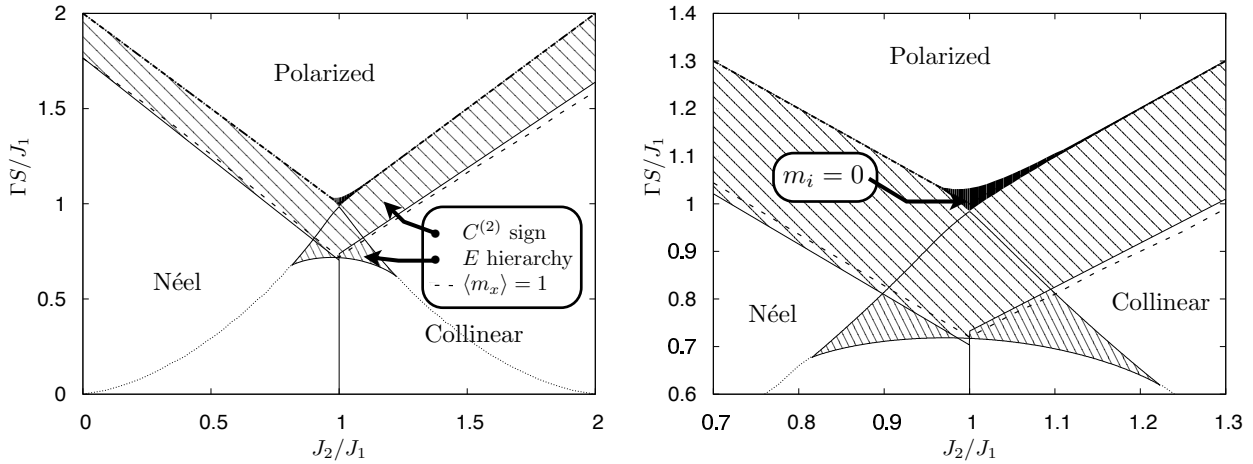 2
1.5
1
0.5
0
ΓS/J₁
0
0.5
1
1.5
2
J₂/J₁
Polarized
Néel
Collinear
C⁽²⁾ sign
E hierarchy
⟨mₓ⟩ = 1
1.4
1.3
1.2
1.1
1
0.9
0.8
0.7
0.6
ΓS/J₁
0.7
0.8
0.9
1
1.1
1.2
1.3
J₂/J₁
Polarized
mᵢ = 0
Néel
Collinear